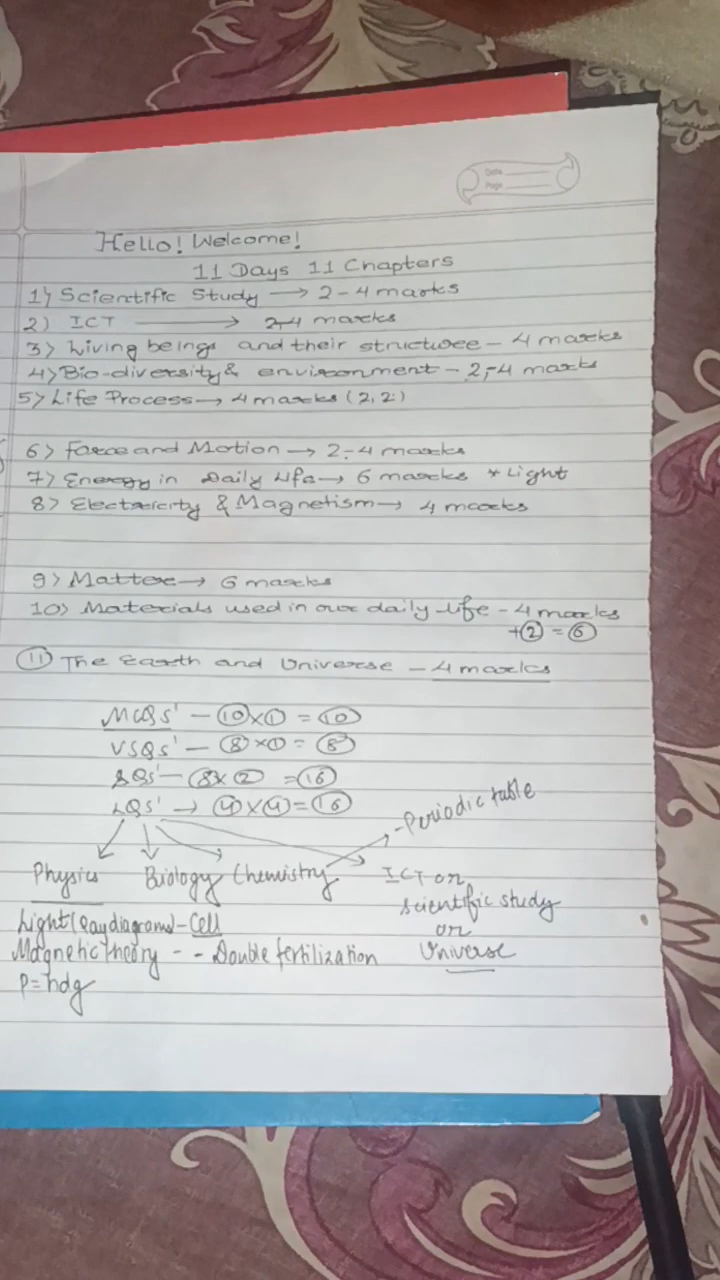 Date
Page
Hello! Welcome!
11 Days 11 Chapters
1) Scientific Study → 2-4 marks
2) ICT → 2-4 marks
3) Living beings and their structure - 4 marks
4) Bio-diversity & environment - 2-4 marks
5) Life Process → 4 marks (2,2)
6) Force and Motion → 2-4 marks
7) Energy in Daily life → 6 marks * Light
8) Electricity & Magnetism → 4 marks
9) Matter → 6 marks
10) Materials used in our daily life - 4 marks
+2 = 6
11 The Earth and Universe - 4 marks
MCQs' - 10 × 1 = 10
VSQs' - 8 × 1 = 8
SQs' - 8 × 2 = 16
LQs' → 4 × 4 = 16
- Periodic table
Physics Biology Chemistry ICT or
scientific study
or
Universe
Light (Raydiagrams) - Cell
Magnetic theory - - Double fertilization
P = hdg